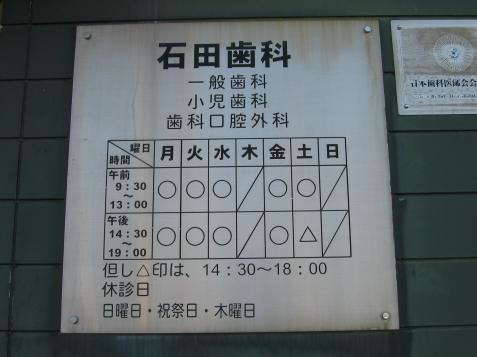 石田歯科
一般歯科
小児歯科
歯科口腔外科
曜日 月 火 水 木 金 土 日
時間
午前 9:30～13:00 ○ ○ ○ ／ ○ ○ ／
午後 14:30～19:00 ○ ○ ○ ／ ○ △ ／
但し△印は、14:30～18:00
休診日
日曜日・祝祭日・木曜日
日本歯科医師会会